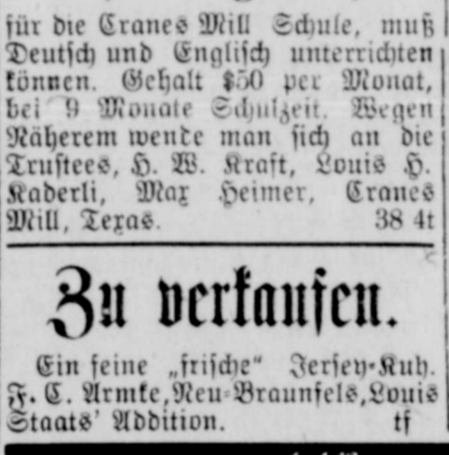 für die Cranes Mill Schule, muß
Deutsch und Englisch unterrichten
können. Gehalt $50 per Monat,
bei 9 Monate Schulzeit. Wegen
Näherem wende man sich an die
Trustees, H. W. Kraft, Louis H.
Kaderli, Max Heimer, Cranes
Mill, Texas. 38 4t
Zu verkaufen.
Ein feine „frische“ Jersey-Kuh.
F. C. Armke, Neu-Braunfels, Louis
Staats' Addition. tf